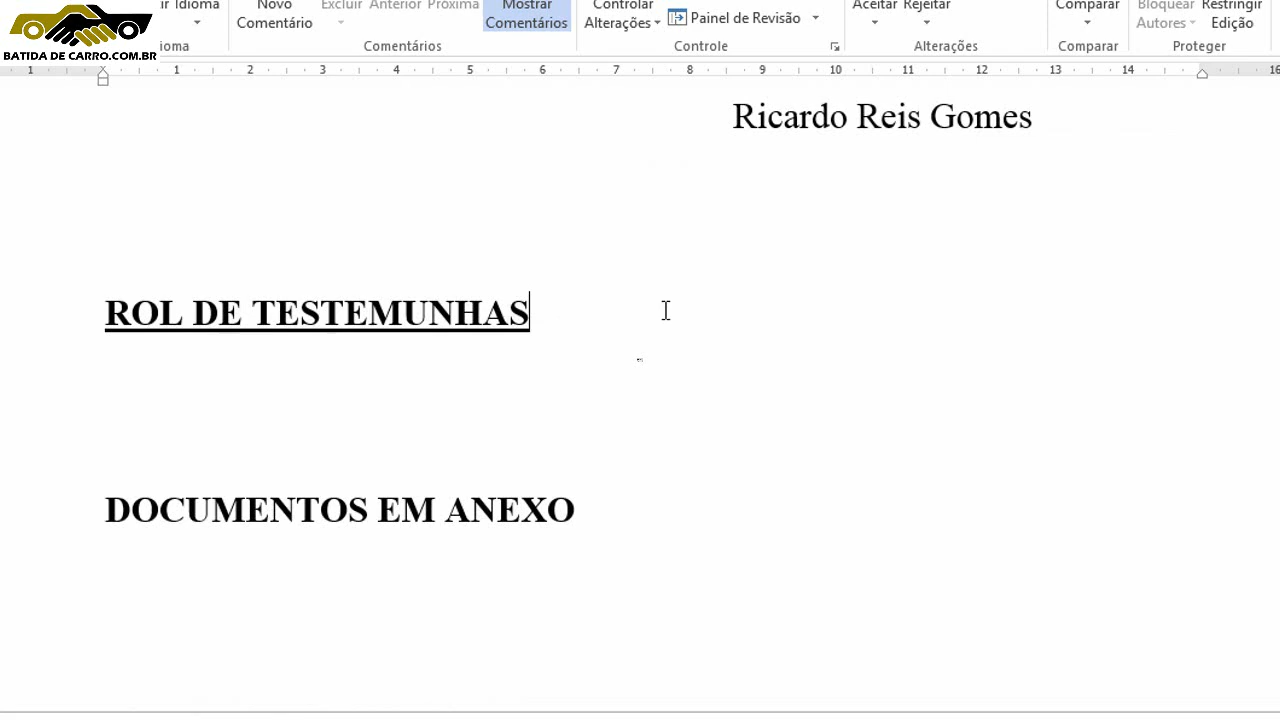 ir Idioma
Novo
Comentário
Excluir Anterior Próxima
Mostrar
Comentários
Controlar
Alterações
Painel de Revisão
Aceitar Rejeitar
Comparar
Bloquear
Autores
Restringir
Edição
ioma
Comentários
Controle
Alterações
Comparar
Proteger
BATIDA DE CARRO.COM.BR
1 1 2 3 4 5 6 7 8 9 10 11 12 13 14 16
Ricardo Reis Gomes
ROL DE TESTEMUNHAS
DOCUMENTOS EM ANEXO